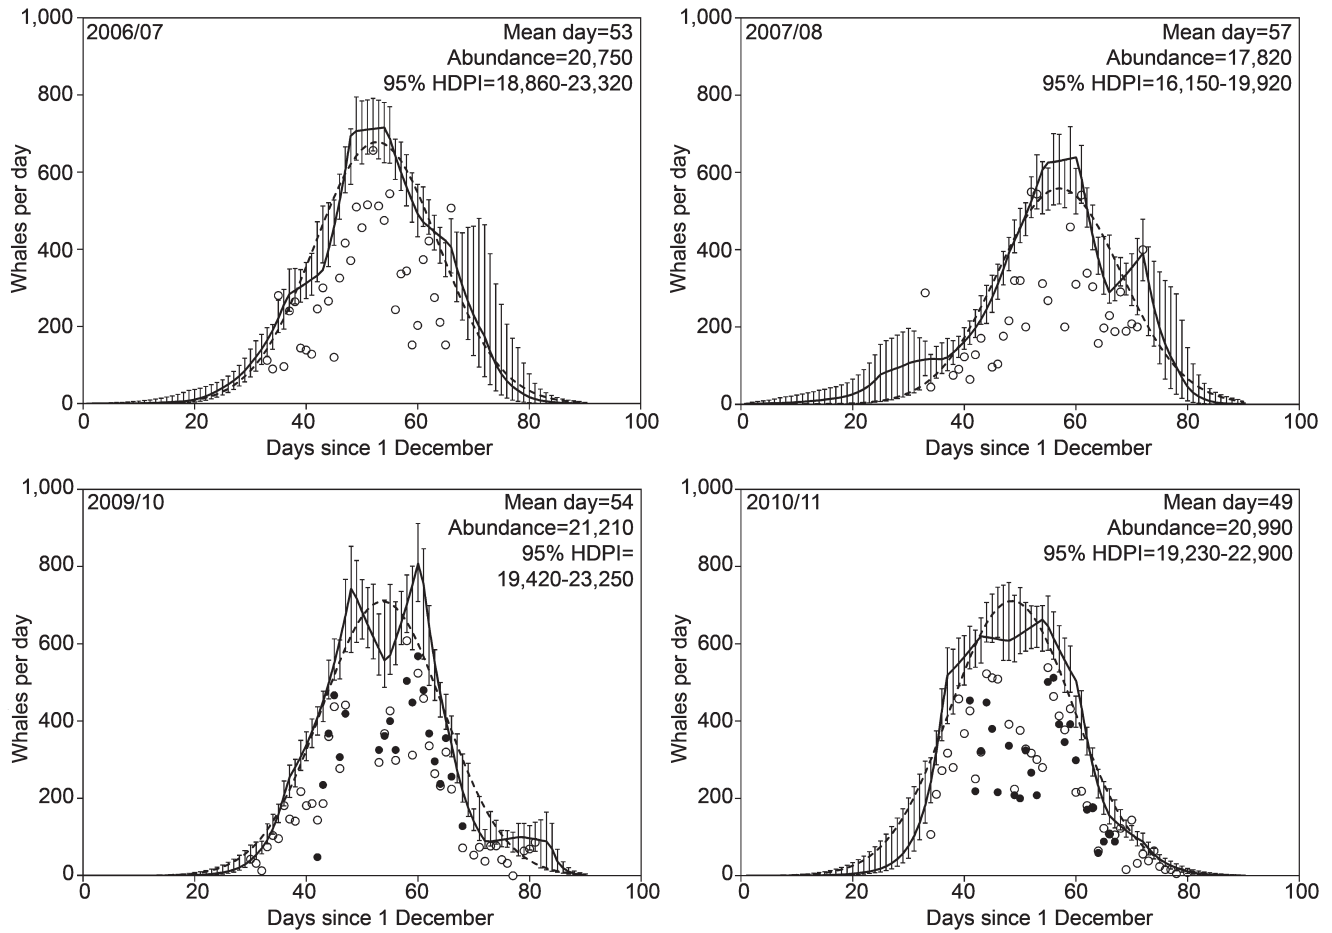 2006/07
Mean day=53
Abundance=20,750
95% HDPI=18,860-23,320
1,000
800
600
400
200
0
Whales per day
0 20 40 60 80 100
Days since 1 December
2007/08
Mean day=57
Abundance=17,820
95% HDPI=16,150-19,920
1,000
800
600
400
200
0
Whales per day
0 20 40 60 80 100
Days since 1 December
2009/10
Mean day=54
Abundance=21,210
95% HDPI=
19,420-23,250
1,000
800
600
400
200
0
Whales per day
0 20 40 60 80 100
Days since 1 December
2010/11
Mean day=49
Abundance=20,990
95% HDPI=19,230-22,900
1,000
800
600
400
200
0
Whales per day
0 20 40 60 80 100
Days since 1 December